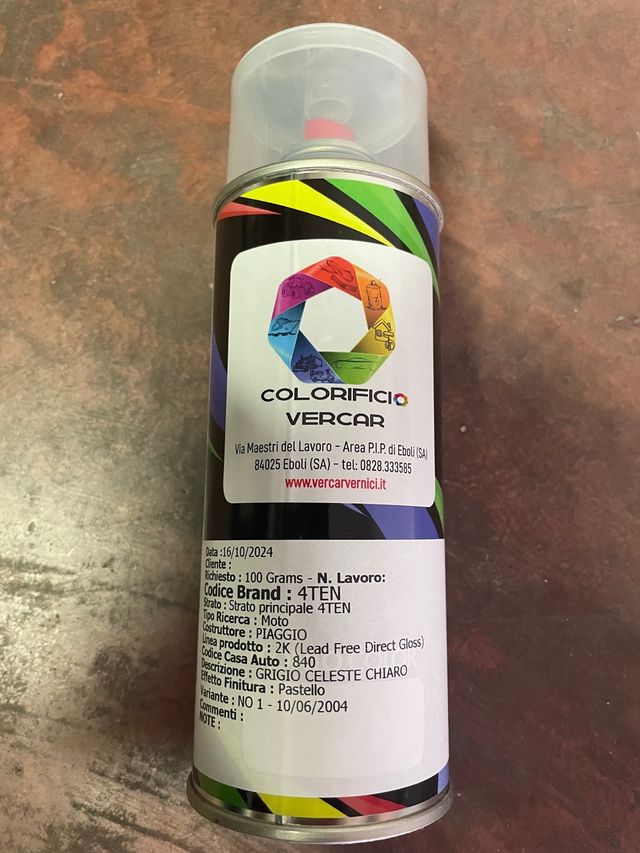 COLORIFICIO
VERCAR
Via Maestri del Lavoro - Area P.I.P. di Eboli (SA)
84025 Eboli (SA) - tel: 0828.333585
www.vercarvernici.it
Data :16/10/2024
Cliente :
Richiesto : 100 Grams - N. Lavoro:
Codice Brand : 4TEN
Strato : Strato principale 4TEN
Tipo Ricerca : Moto
Costruttore : PIAGGIO
Linea prodotto : 2K (Lead Free Direct Gloss)
Codice Casa Auto : 840
Descrizione : GRIGIO CELESTE CHIARO
Effetto Finitura : Pastello
Variante : NO 1 - 10/06/2004
Commenti :
NOTE :